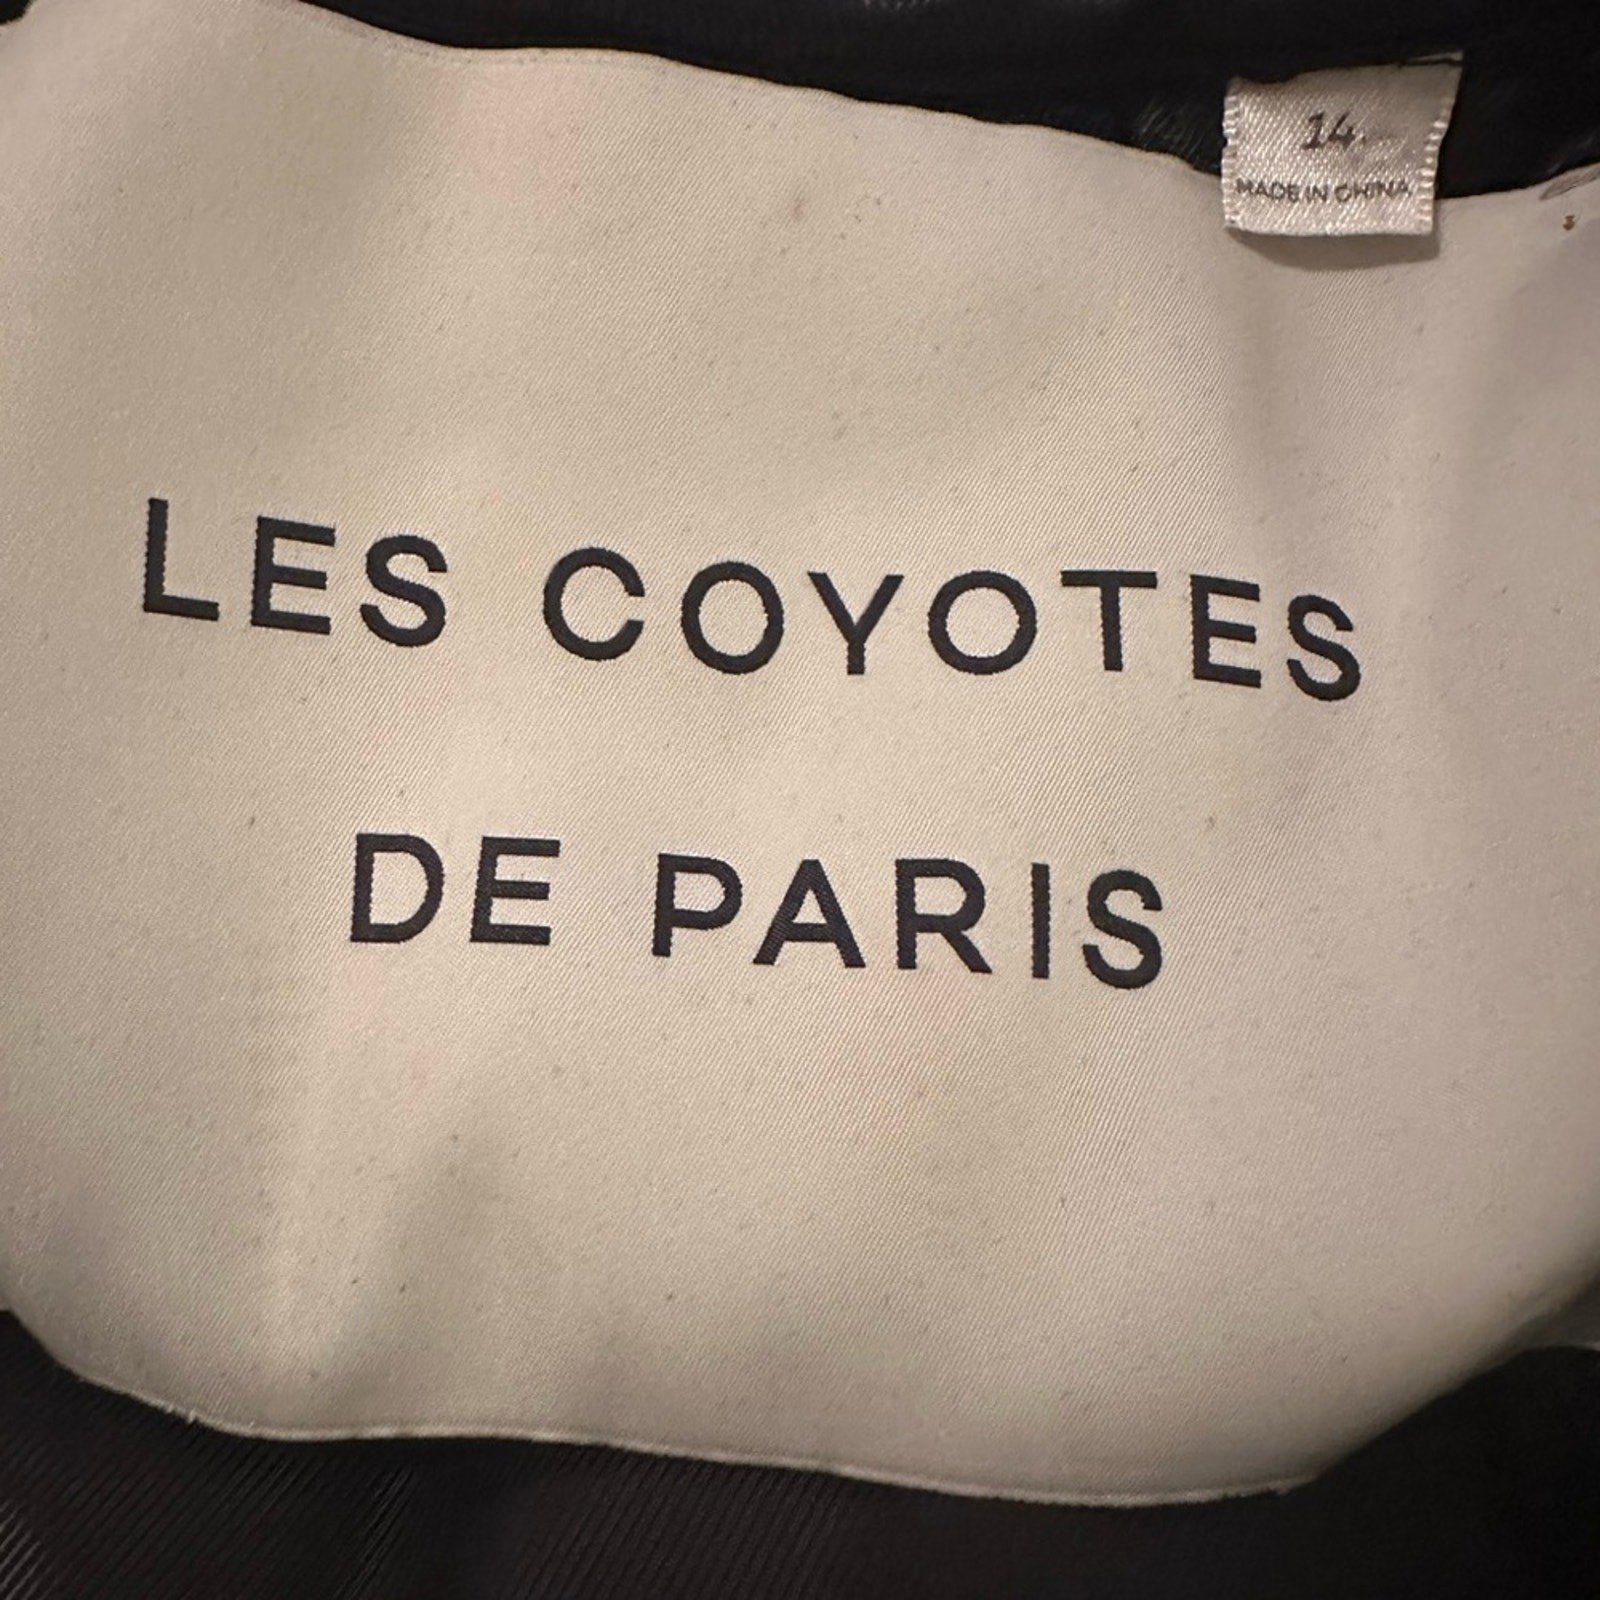 14
MADE IN CHINA
LES COYOTES
DE PARIS